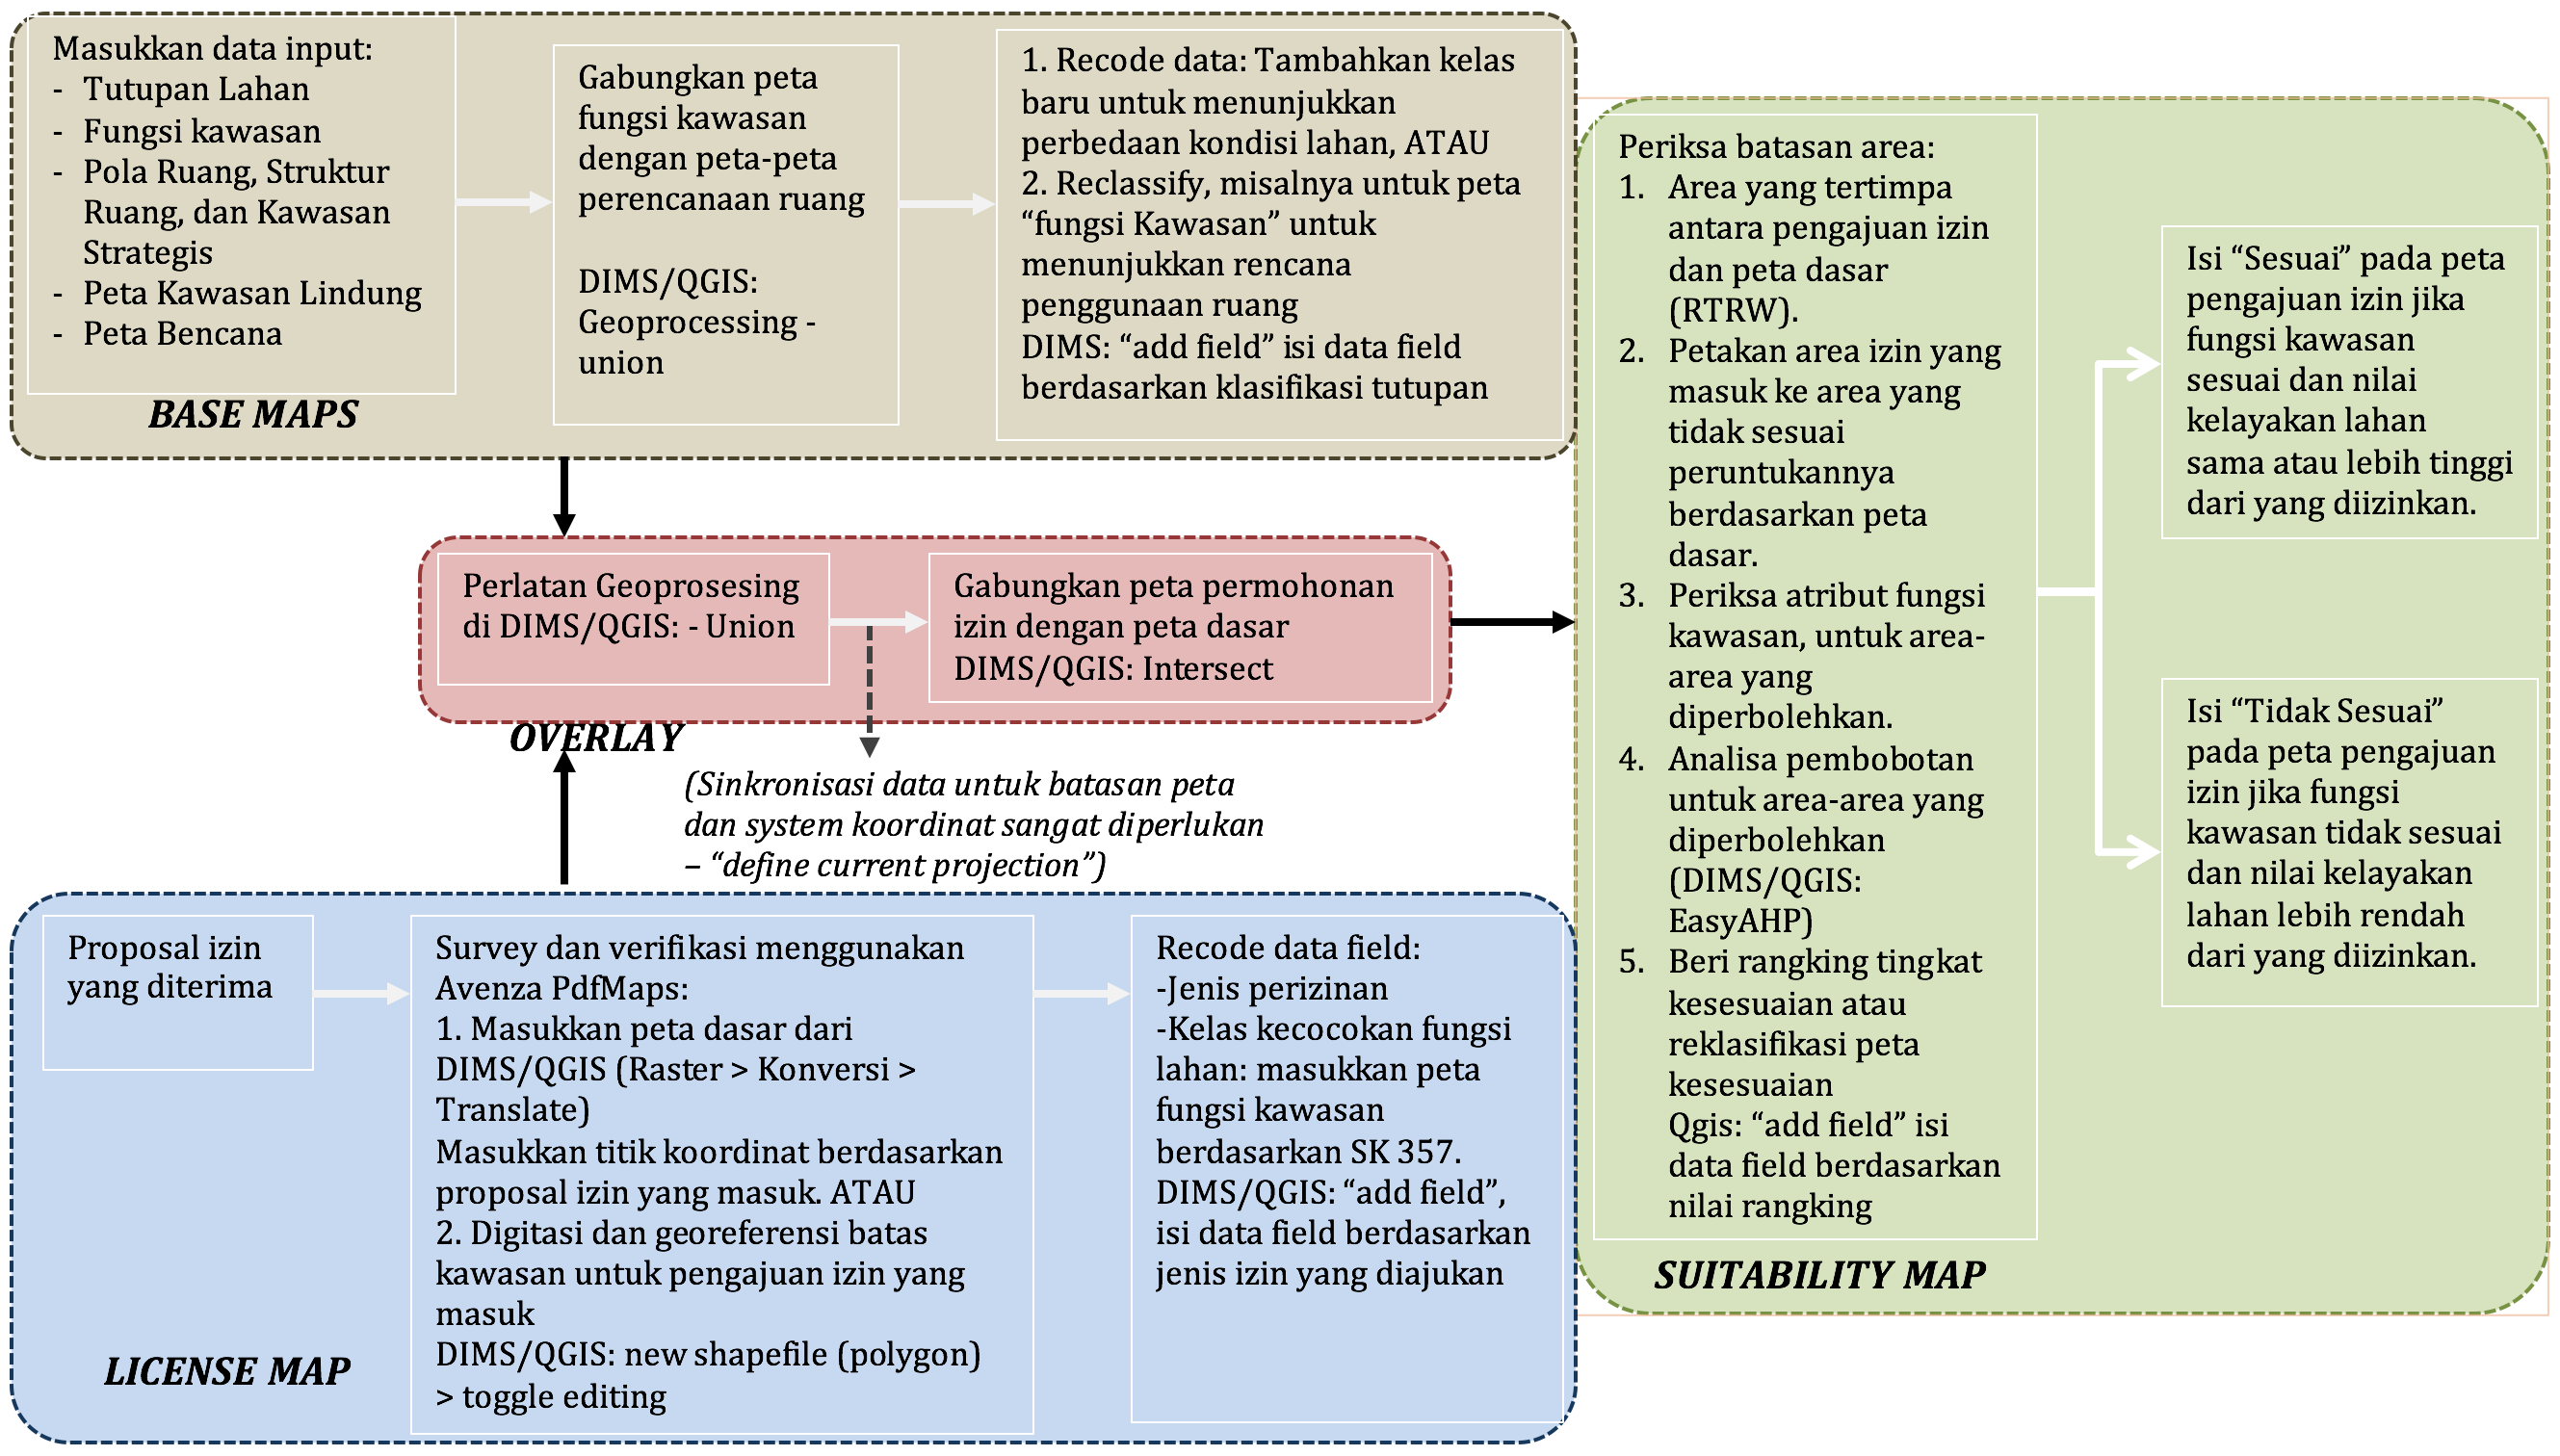 Masukkan data input:
- Tutupan Lahan
- Fungsi kawasan
- Pola Ruang, Struktur
Ruang, dan Kawasan
Strategis
- Peta Kawasan Lindung
- Peta Bencana
BASE MAPS
Gabungkan peta
fungsi kawasan
dengan peta-peta
perencanaan ruang
DIMS/QGIS:
Geoprocessing -
union
1. Recode data: Tambahkan kelas
baru untuk menunjukkan
perbedaan kondisi lahan, ATAU
2. Reclassify, misalnya untuk peta
“fungsi Kawasan” untuk
menunjukkan rencana
penggunaan ruang
DIMS: “add field” isi data field
berdasarkan klasifikasi tutupan
Perlatan Geoprosesing
di DIMS/QGIS: - Union
Gabungkan peta permohonan
izin dengan peta dasar
DIMS/QGIS: Intersect
OVERLAY
(Sinkronisasi data untuk batasan peta
dan system koordinat sangat diperlukan
– “define current projection”)
Proposal izin
yang diterima
Survey dan verifikasi menggunakan
Avenza PdfMaps:
1. Masukkan peta dasar dari
DIMS/QGIS (Raster > Konversi >
Translate)
Masukkan titik koordinat berdasarkan
proposal izin yang masuk. ATAU
2. Digitasi dan georeferensi batas
kawasan untuk pengajuan izin yang
masuk
DIMS/QGIS: new shapefile (polygon)
> toggle editing
Recode data field:
-Jenis perizinan
-Kelas kecocokan fungsi
lahan: masukkan peta
fungsi kawasan
berdasarkan SK 357.
DIMS/QGIS: “add field”,
isi data field berdasarkan
jenis izin yang diajukan
LICENSE MAP
Periksa batasan area:
1. Area yang tertimpa
antara pengajuan izin
dan peta dasar
(RTRW).
2. Petakan area izin yang
masuk ke area yang
tidak sesuai
peruntukannya
berdasarkan peta
dasar.
3. Periksa atribut fungsi
kawasan, untuk area-
area yang
diperbolehkan.
4. Analisa pembobotan
untuk area-area yang
diperbolehkan
(DIMS/QGIS:
EasyAHP)
5. Beri rangking tingkat
kesesuaian atau
reklasifikasi peta
kesesuaian
Qgis: “add field” isi
data field berdasarkan
nilai rangking
SUITABILITY MAP
Isi “Sesuai” pada peta
pengajuan izin jika
fungsi kawasan
sesuai dan nilai
kelayakan lahan
sama atau lebih tinggi
dari yang diizinkan.
Isi “Tidak Sesuai”
pada peta pengajuan
izin jika fungsi
kawasan tidak sesuai
dan nilai kelayakan
lahan lebih rendah
dari yang diizinkan.